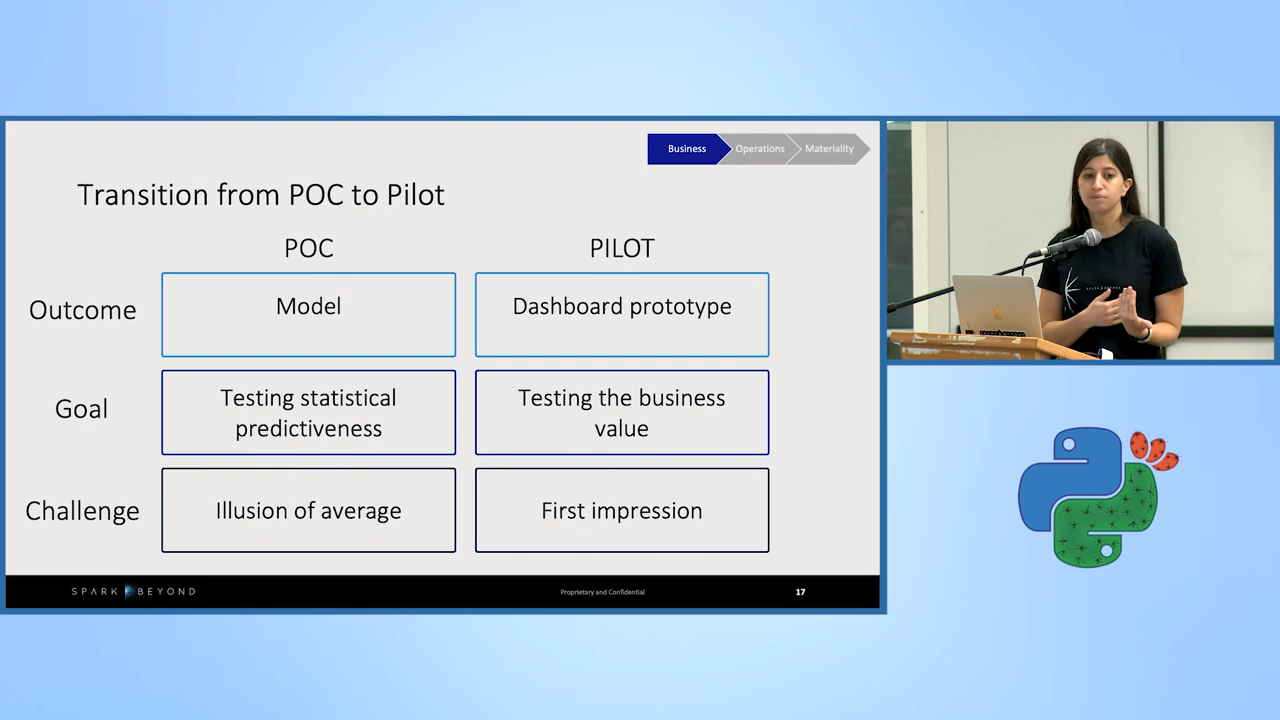 Business
Operations
Materiality
Transition from POC to Pilot
POC
PILOT
Outcome
Model
Dashboard prototype
Goal
Testing statistical
predictiveness
Testing the business
value
Challenge
Illusion of average
First impression
SPARK BEYOND
Proprietary and Confidential
17